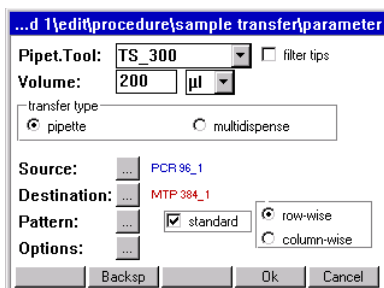 ...d 1\edit\procedure\sample transfer\parameter
Pipet.Tool: TS_300 filter tips
Volume: 200 µl
transfer type
pipette multidispense
Source: ... PCR 96_1
Destination: ... MTP 384_1
Pattern: ... standard row-wise
column-wise
Options: ...
Backsp Ok Cancel